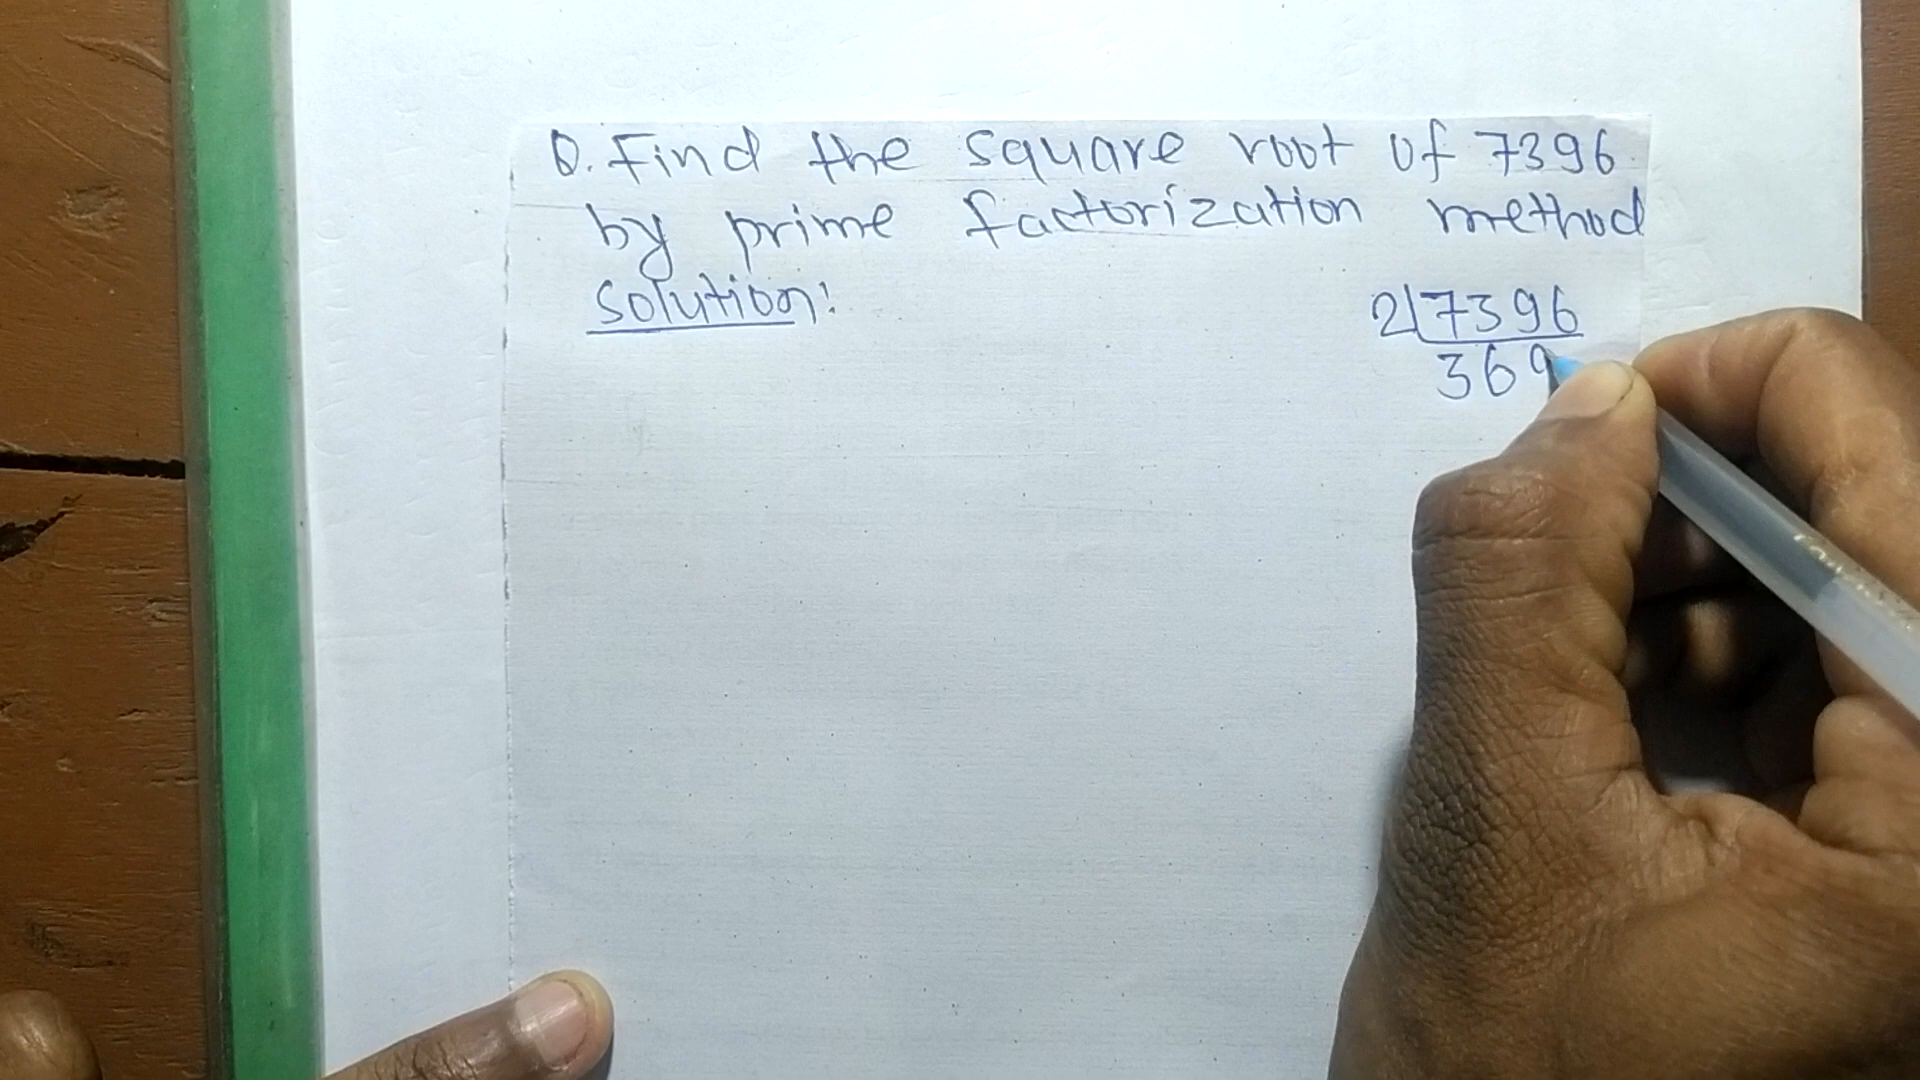 Q. Find the square root of 7396
by prime factorization method
Solution:
2|7396
369